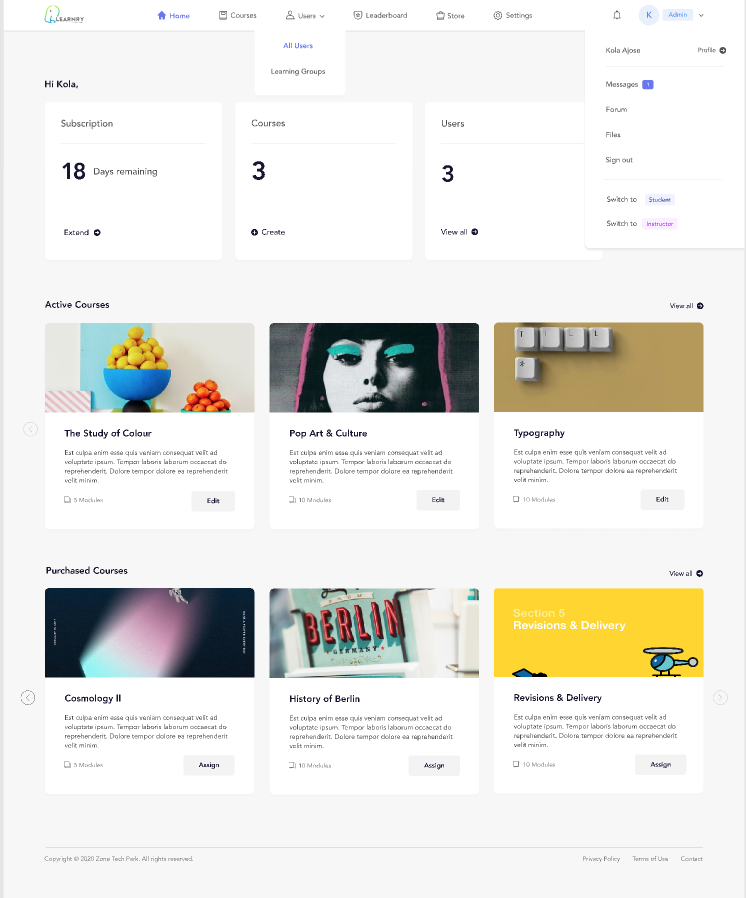 LEARNRY
Home
Courses
Users
Leaderboard
Store
Settings
K
Admin
All Users
Learning Groups
Kola Ajose
Profile
Messages
1
Forum
Files
Sign out
Switch to
Student
Switch to
Instructor
Hi Kola,
Subscription
18 Days remaining
Extend
Courses
3
Create
Users
3
View all
Active Courses
View all
The Study of Colour
Est culpa enim esse quis veniam consequat velit ad
voluptate ipsum. Tempor laboris laborum occaecat do
reprehenderit. Dolore tempor dolore ea reprehenderit
velit minim.
5 Modules
Edit
Pop Art & Culture
Est culpa enim esse quis veniam consequat velit ad
voluptate ipsum. Tempor laboris laborum occaecat do
reprehenderit. Dolore tempor dolore ea reprehenderit
velit minim.
10 Modules
Edit
T
L
L
*
Typography
Est culpa enim esse quis veniam consequat velit ad
voluptate ipsum. Tempor laboris laborum occaecat do
reprehenderit. Dolore tempor dolore ea reprehenderit
velit minim.
10 Modules
Edit
Purchased Courses
View all
Cosmology II
Est culpa enim esse quis veniam consequat velit ad
voluptate ipsum. Tempor laboris laborum occaecat do
reprehenderit. Dolore tempor dolore ea reprehenderit
velit minim.
5 Modules
Assign
BERLIN
GERMANY
History of Berlin
Est culpa enim esse quis veniam consequat velit ad
voluptate ipsum. Tempor laboris laborum occaecat do
reprehenderit. Dolore tempor dolore ea reprehenderit
velit minim.
10 Modules
Assign
Section 5
Revisions & Delivery
Revisions & Delivery
Est culpa enim esse quis veniam consequat velit ad
voluptate ipsum. Tempor laboris laborum occaecat do
reprehenderit. Dolore tempor dolore ea reprehenderit
velit minim.
10 Modules
Assign
Copyright © 2020 Zone Tech Park. All rights reserved.
Privacy Policy
Terms of Use
Contact